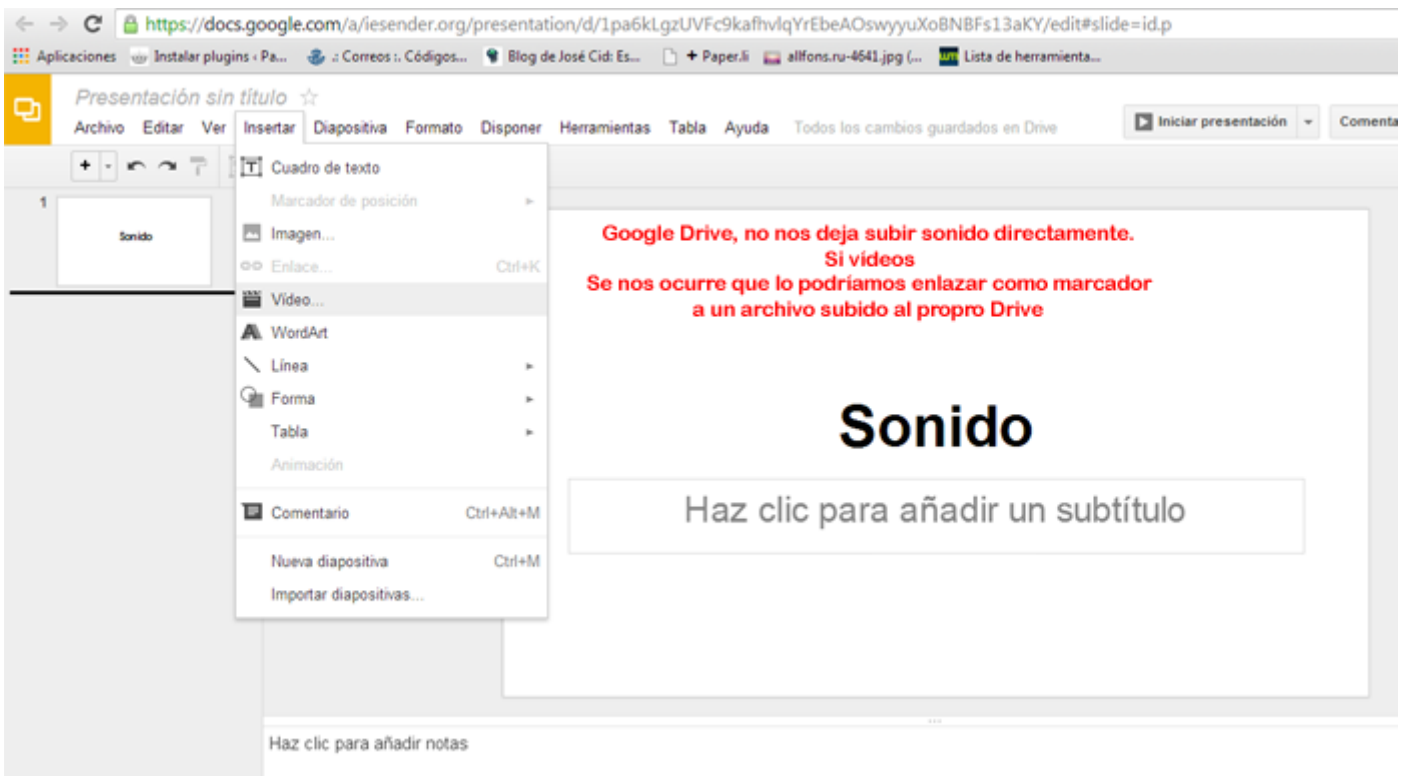 https://docs.google.com/a/iesender.org/presentation/d/1pa6kLgzUVFc9kafhvlqYrEbeAOswyyuXoBNBFs13aKY/edit#slide=id.p
Aplicaciones Instalar plugins ‹ Pa... .: Correos :. Códigos... Blog de José Cid: Es... + Paper.li allfons.ru-4641.jpg (... Lista de herramienta...
Presentación sin título
Archivo Editar Ver Insertar Diapositiva Formato Disponer Herramientas Tabla Ayuda Todos los cambios guardados en Drive Iniciar presentación Comenta
Cuadro de texto
Marcador de posición
Imagen...
Enlace... Ctrl+K
Vídeo...
WordArt
Línea
Forma
Tabla
Animación
Comentario Ctrl+Alt+M
Nueva diapositiva Ctrl+M
Importar diapositivas...
1
Sonido
Google Drive, no nos deja subir sonido directamente.
Si vídeos
Se nos ocurre que lo podríamos enlazar como marcador
a un archivo subido al propro Drive
Sonido
Haz clic para añadir un subtítulo
Haz clic para añadir notas